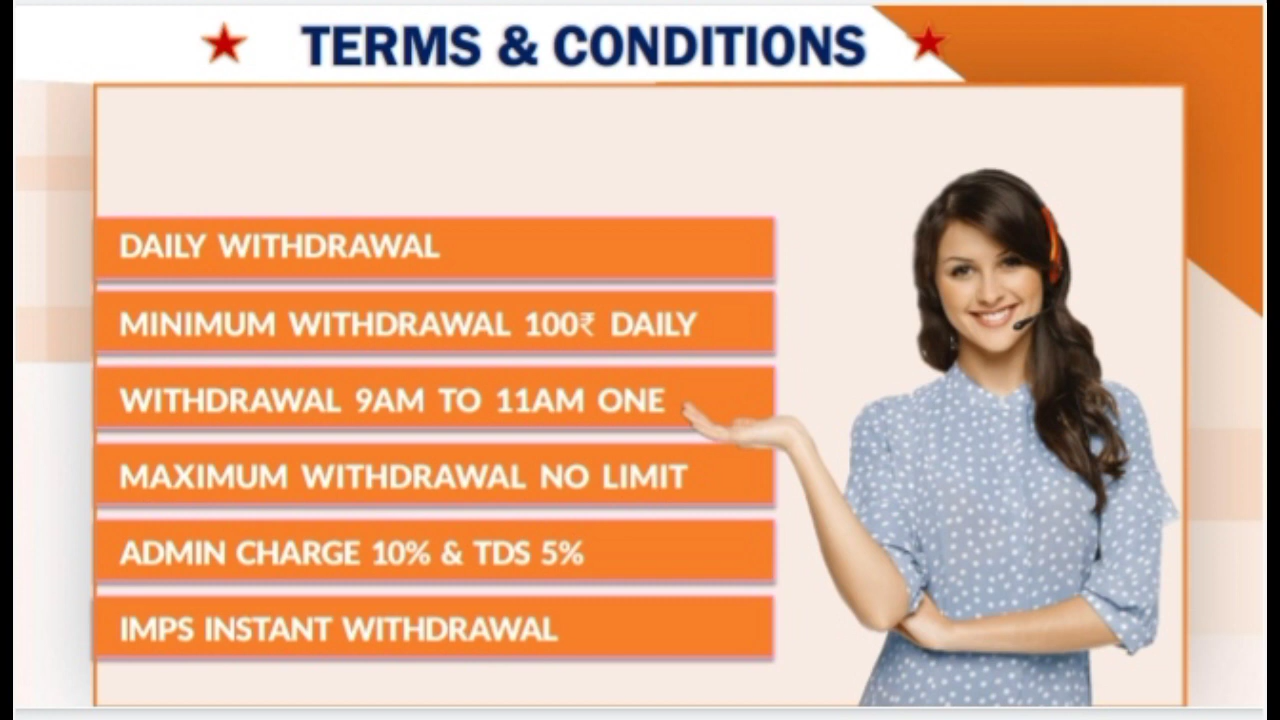 TERMS & CONDITIONS
DAILY WITHDRAWAL
MINIMUM WITHDRAWAL 100₹ DAILY
WITHDRAWAL 9AM TO 11AM ONE
MAXIMUM WITHDRAWAL NO LIMIT
ADMIN CHARGE 10% & TDS 5%
IMPS INSTANT WITHDRAWAL